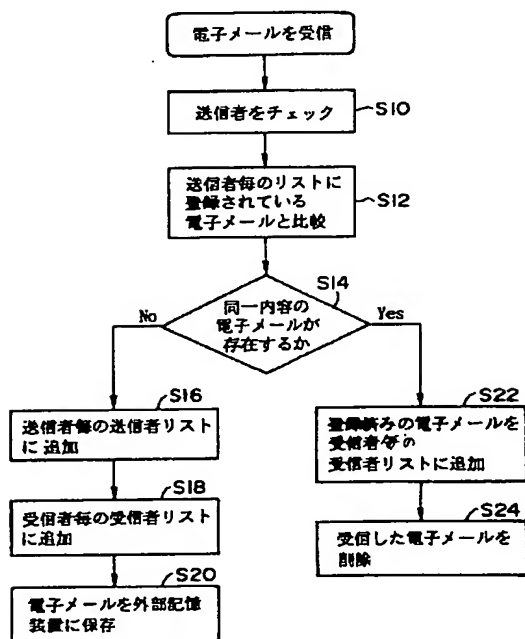 電子メールを受信
送信者をチェック
S10
送信者毎のリストに
登録されている
電子メールと比較
S12
S14
同一内容の
電子メールが
存在するか
No
Yes
S16
送信者毎の送信者リスト
に追加
S18
受信者毎の受信者リスト
に追加
S20
電子メールを外部記憶
装置に保存
S22
登録済みの電子メールを
受信者毎の
受信者リストに追加
S24
受信した電子メールを
削除